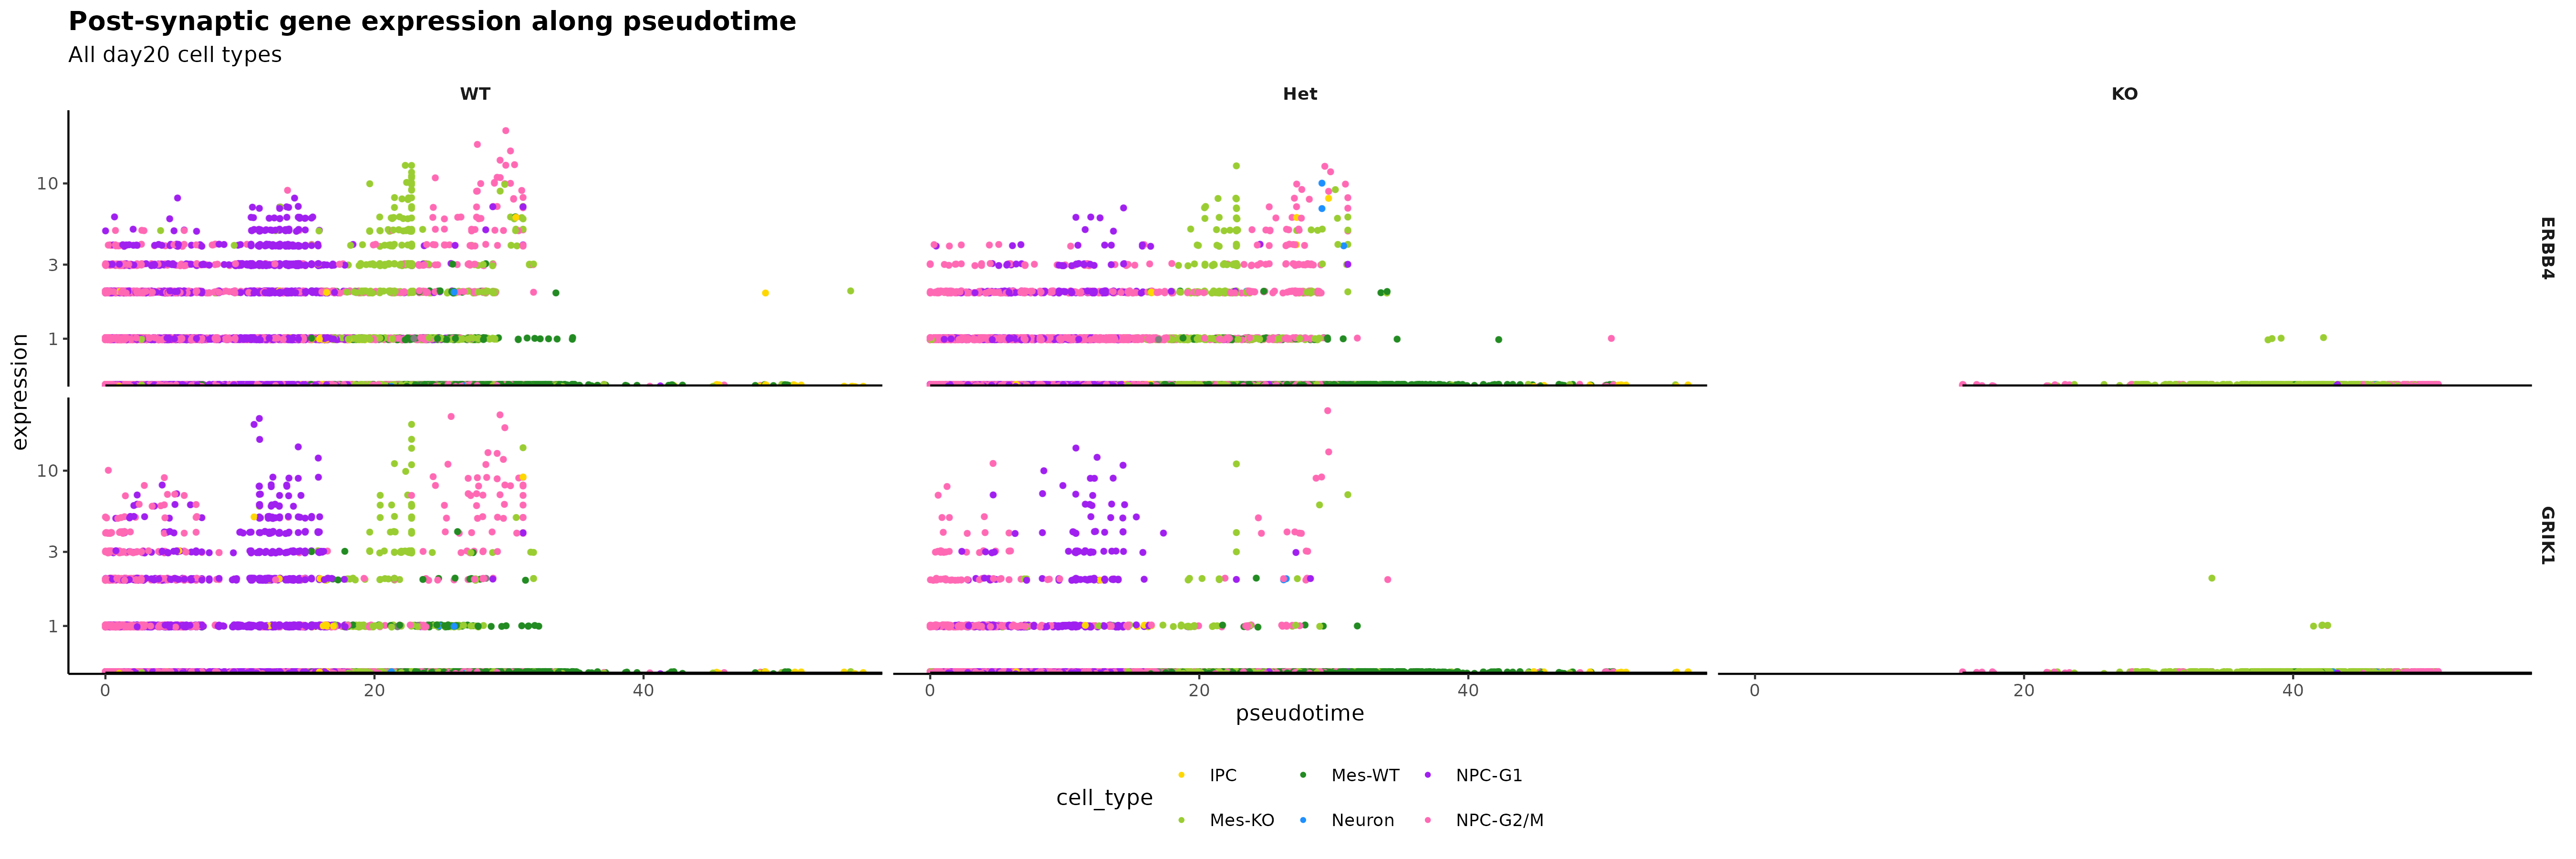 Post-synaptic gene expression along pseudotime
All day20 cell types
WT
Het
KO
10
3
1
ERBB4
10
3
1
GRIK1
expression
0
20
40
0
20
40
0
20
40
pseudotime
cell_type
IPC
Mes-WT
NPC-G1
Mes-KO
Neuron
NPC-G2/M